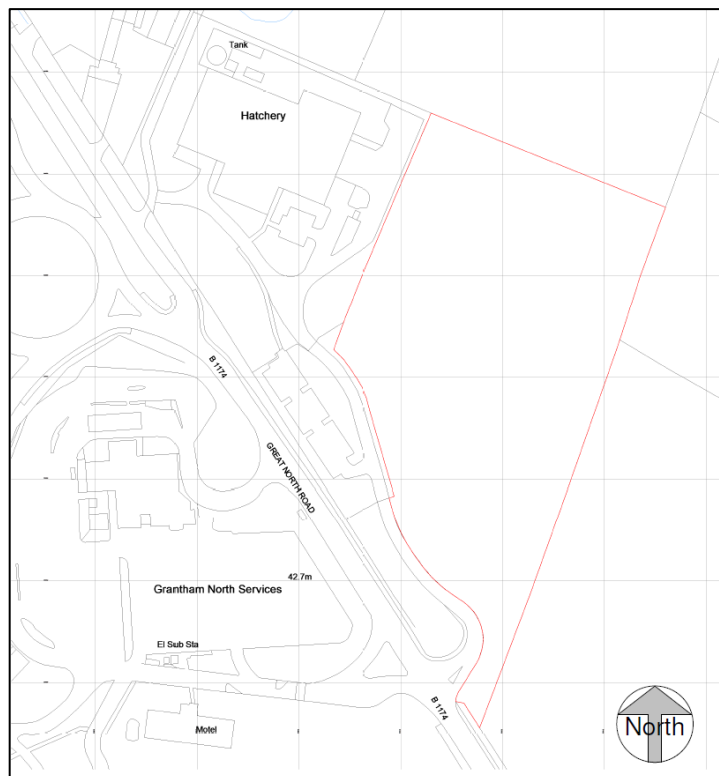 Tank
Hatchery
B 1174
GREAT NORTH ROAD
42.7m
Grantham North Services
El Sub Sta
B 1174
Motel
North